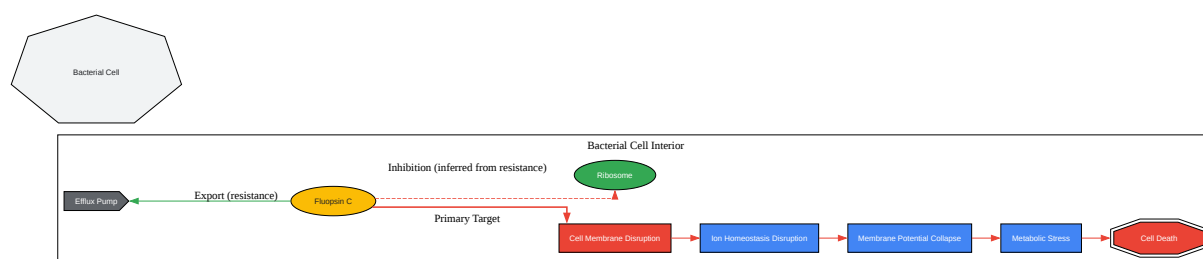 Bacterial Cell
Bacterial Cell Interior
Inhibition (inferred from resistance)
Ribosome
Export (resistance)
Efflux Pump
Fluopsin C
Primary Target
Cell Membrane Disruption
Ion Homeostasis Disruption
Membrane Potential Collapse
Metabolic Stress
Cell Death